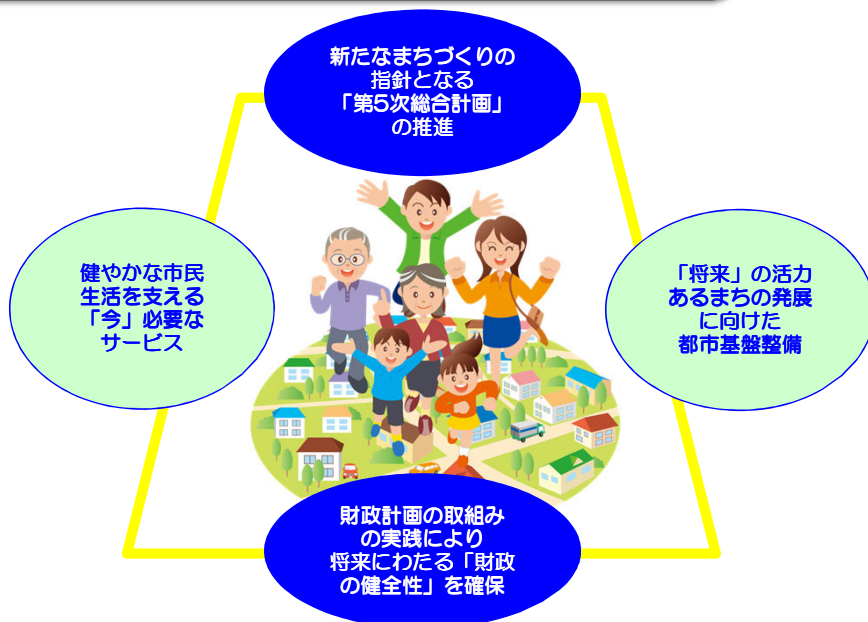 新たなまちづくりの
指針となる
「第5次総合計画」
の推進
健やかな市民
生活を支える
「今」必要な
サービス
「将来」の活力
あるまちの発展
に向けた
都市基盤整備
財政計画の取組み
の実践により
将来にわたる「財政
の健全性」を確保